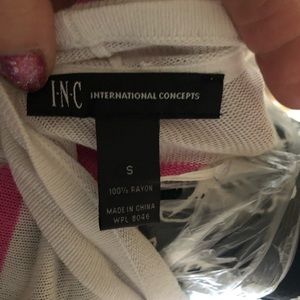 I·N·C INTERNATIONAL CONCEPTS
S
100% RAYON
MADE IN CHINA
WPL 8046